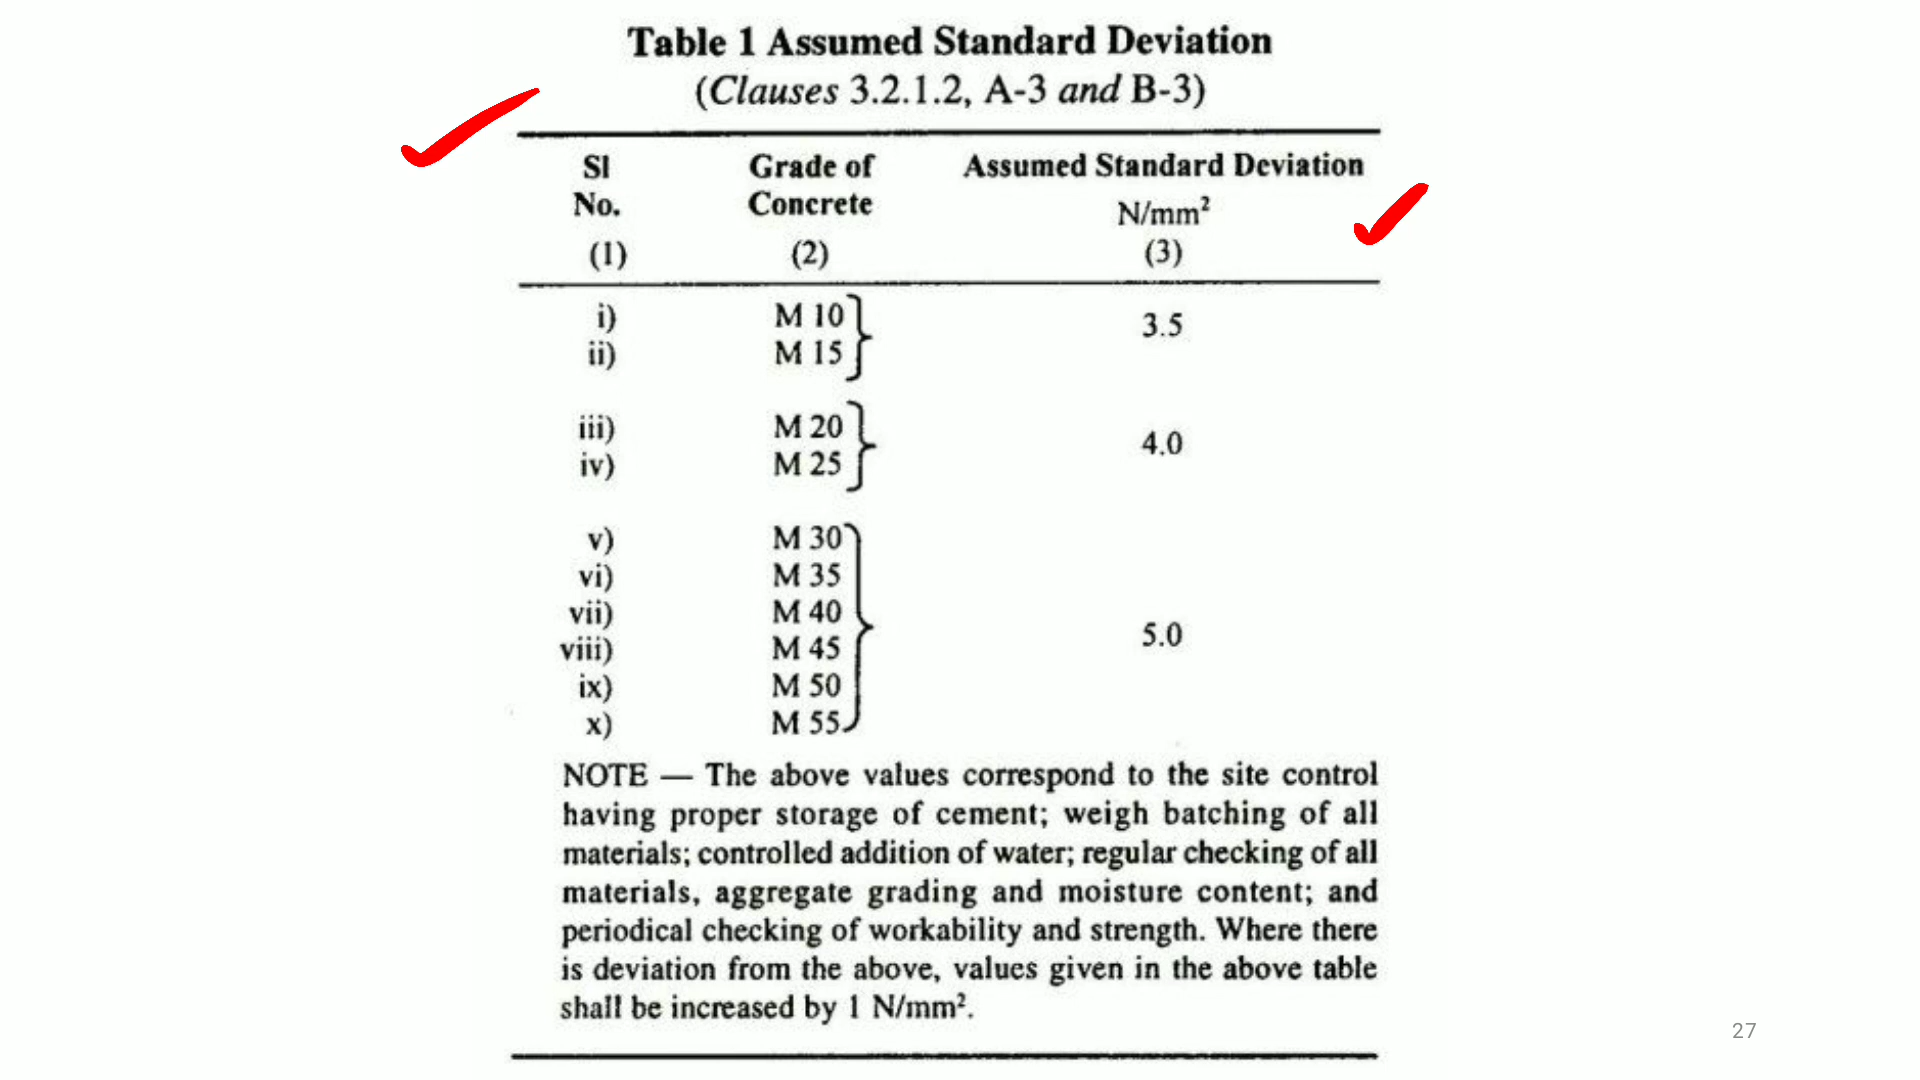 Table 1 Assumed Standard Deviation
(Clauses 3.2.1.2, A-3 and B-3)
Sl No. Grade of Concrete Assumed Standard Deviation N/mm²
(1) (2) (3)
i) M 10
3.5
ii) M 15
iii) M 20
4.0
iv) M 25
v) M 30
vi) M 35
vii) M 40
5.0
viii) M 45
ix) M 50
x) M 55
NOTE — The above values correspond to the site control
having proper storage of cement; weigh batching of all
materials; controlled addition of water; regular checking of all
materials, aggregate grading and moisture content; and
periodical checking of workability and strength. Where there
is deviation from the above, values given in the above table
shall be increased by 1 N/mm².
27